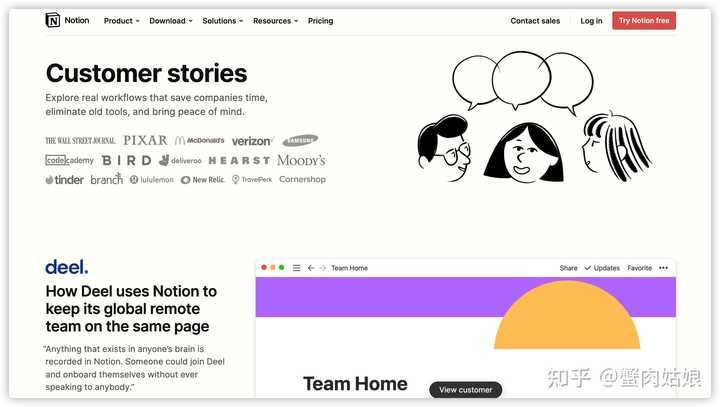 Notion Product Download Solutions Resources Pricing Contact sales Log in Try Notion free
Customer stories
Explore real workflows that save companies time,
eliminate old tools, and bring peace of mind.
THE WALL STREET JOURNAL PIXAR McDonald's verizon SAMSUNG
codecademy BIRD deliveroo HEARST Moody's
tinder branch lululemon New Relic. TravelPerk Cornershop
deel.
How Deel uses Notion to
keep its global remote
team on the same page
"Anything that exists in anyone's brain is
recorded in Notion. Someone could join Deel
and onboard themselves without ever
speaking to anybody."
Team Home Share Updates Favorite •••
Team Home
View customer
知乎 @蟹肉姑娘